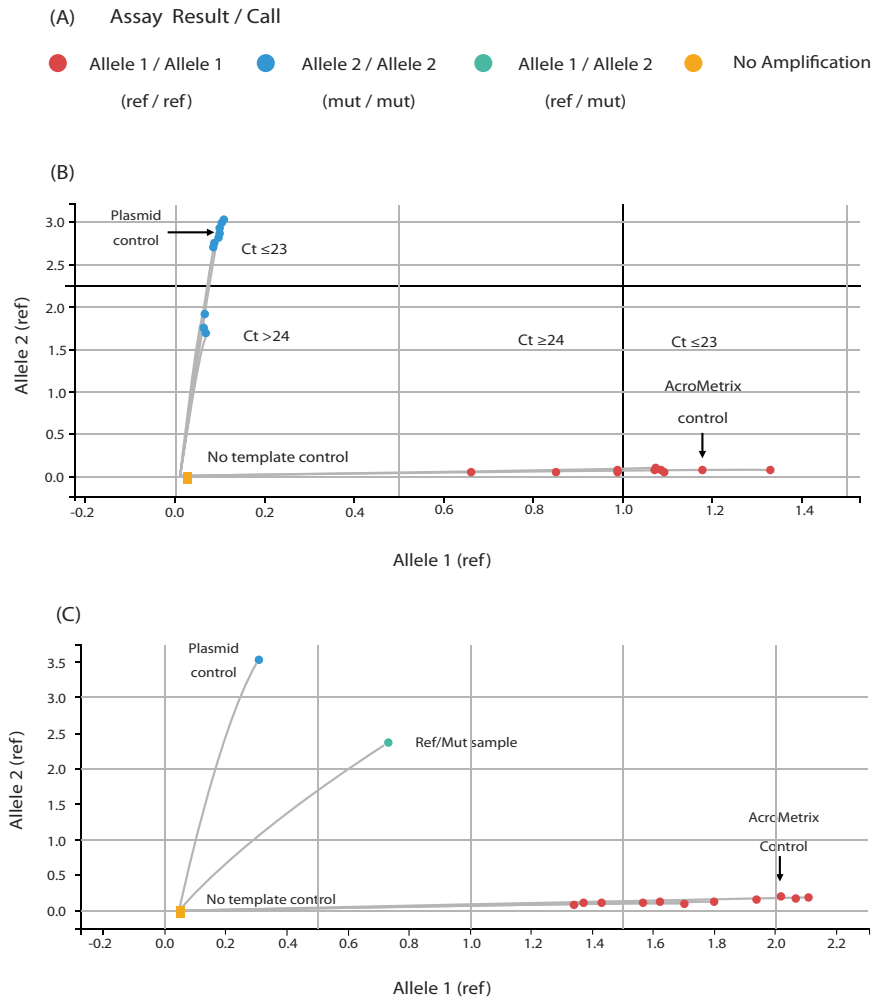 (A) Assay Result / Call
Allele 1 / Allele 1 Allele 2 / Allele 2 Allele 1 / Allele 2 No Amplification
(ref / ref) (mut / mut) (ref / mut)
(B)
Plasmid
control
Ct ≤23
Ct >24
Ct ≥24
Ct ≤23
AcroMetrix
control
No template control
3.0
2.5
2.0
1.5
1.0
0.5
0.0
Allele 2 (ref)
-0.2 0.0 0.2 0.4 0.6 0.8 1.0 1.2 1.4
Allele 1 (ref)
(C)
Plasmid
control
Ref/Mut sample
AcroMetrix
Control
No template control
3.5
3.0
2.5
2.0
1.5
1.0
0.5
0.0
Allele 2 (ref)
-0.2 0.0 0.2 0.4 0.6 0.8 1.0 1.2 1.4 1.6 1.8 2.0 2.2
Allele 1 (ref)